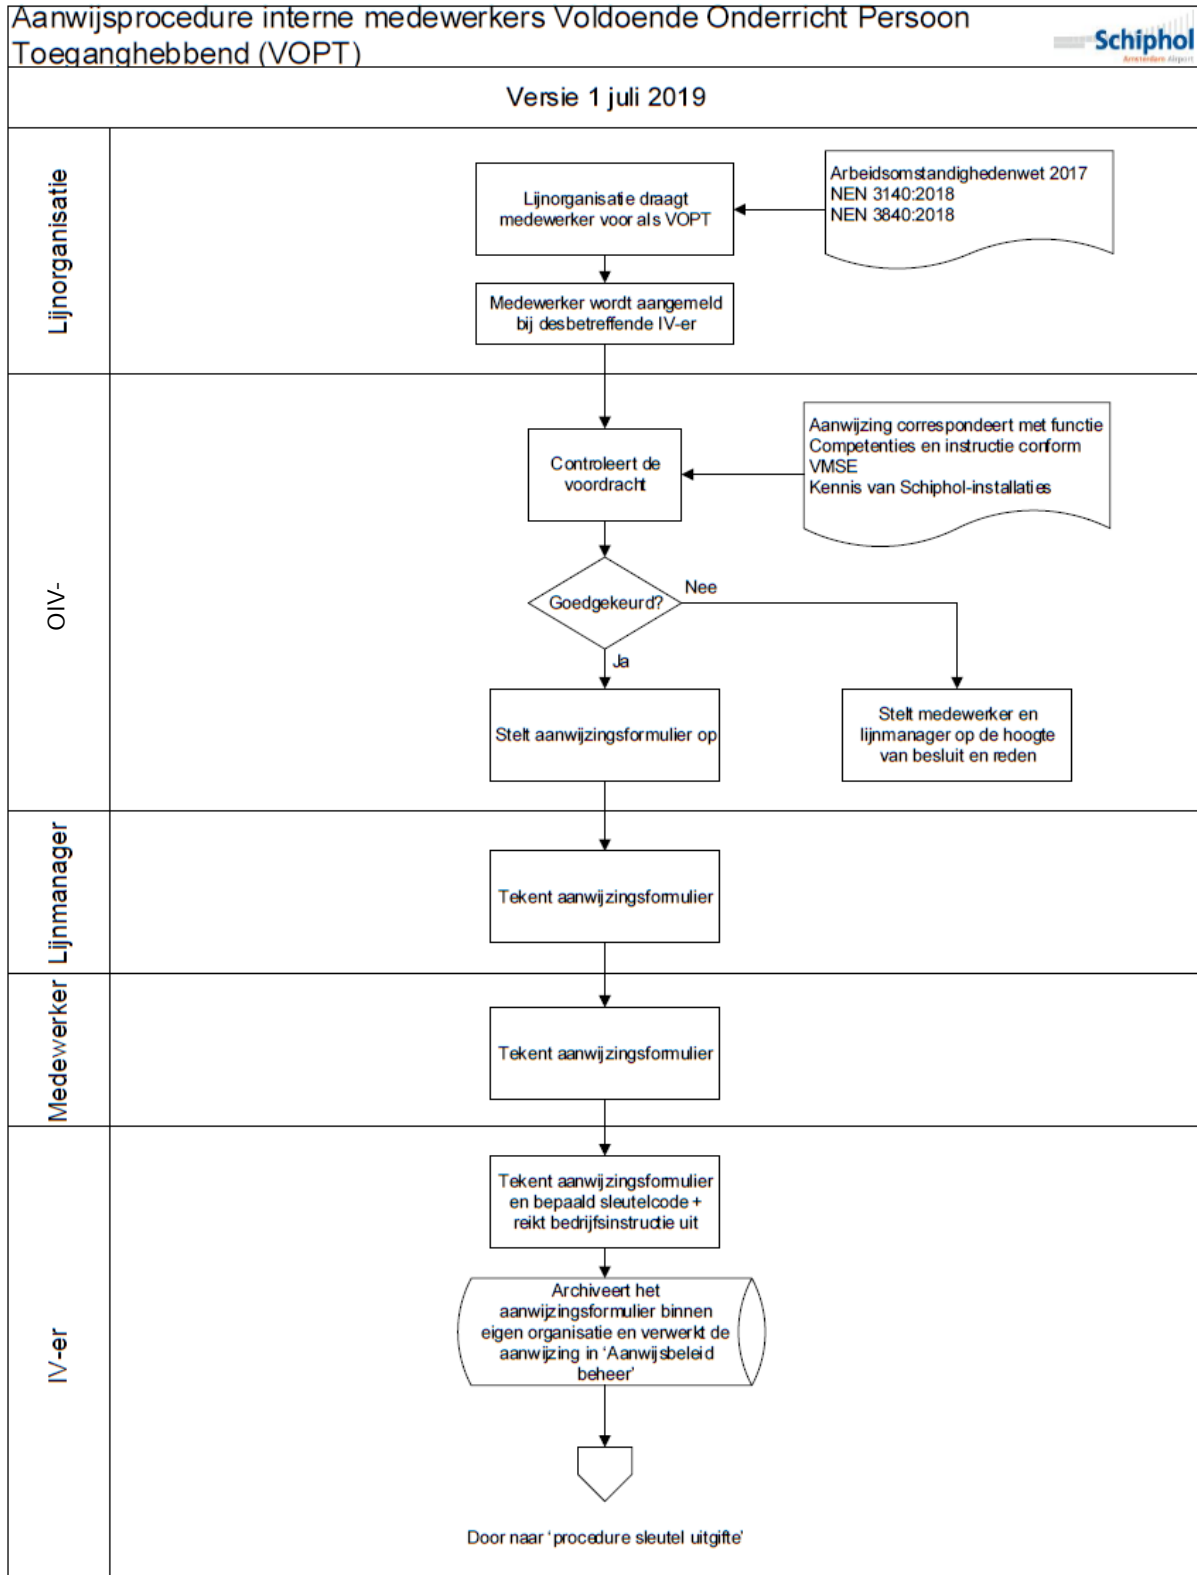 Aanwijsprocedure interne medewerkers Voldoende Onderricht Persoon
Toeganghebbend (VOPT)
Schiphol
Amsterdam Airport
Versie 1 juli 2019
Lijnorganisatie
Lijnorganisatie draagt
medewerker voor als VOPT
Arbeidsomstandighedenwet 2017
NEN 3140:2018
NEN 3840:2018
Medewerker wordt aangemeld
bij desbetreffende IV-er
OIV-
Controleert de
voordracht
Aanwijzing correspondeert met functie
Competenties en instructie conform
VMSE
Kennis van Schiphol-installaties
Goedgekeurd?
Nee
Ja
Stelt aanwijzingsformulier op
Stelt medewerker en
lijnmanager op de hoogte
van besluit en reden
Lijnmanager
Tekent aanwijzingsformulier
Medewerker
Tekent aanwijzingsformulier
IV-er
Tekent aanwijzingsformulier
en bepaald sleutelcode +
reikt bedrijfsinstructie uit
Archiveert het
aanwijzingsformulier binnen
eigen organisatie en verwerkt de
aanwijzing in 'Aanwijsbeleid
beheer'
Door naar 'procedure sleutel uitgifte'